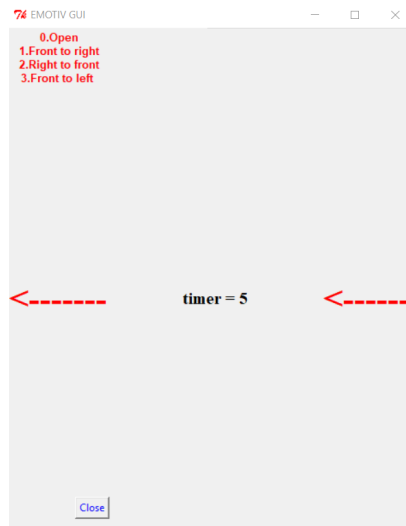 EMOTIV GUI
0.Open
1.Front to right
2.Right to front
3.Front to left
<------- timer = 5 <------
Close